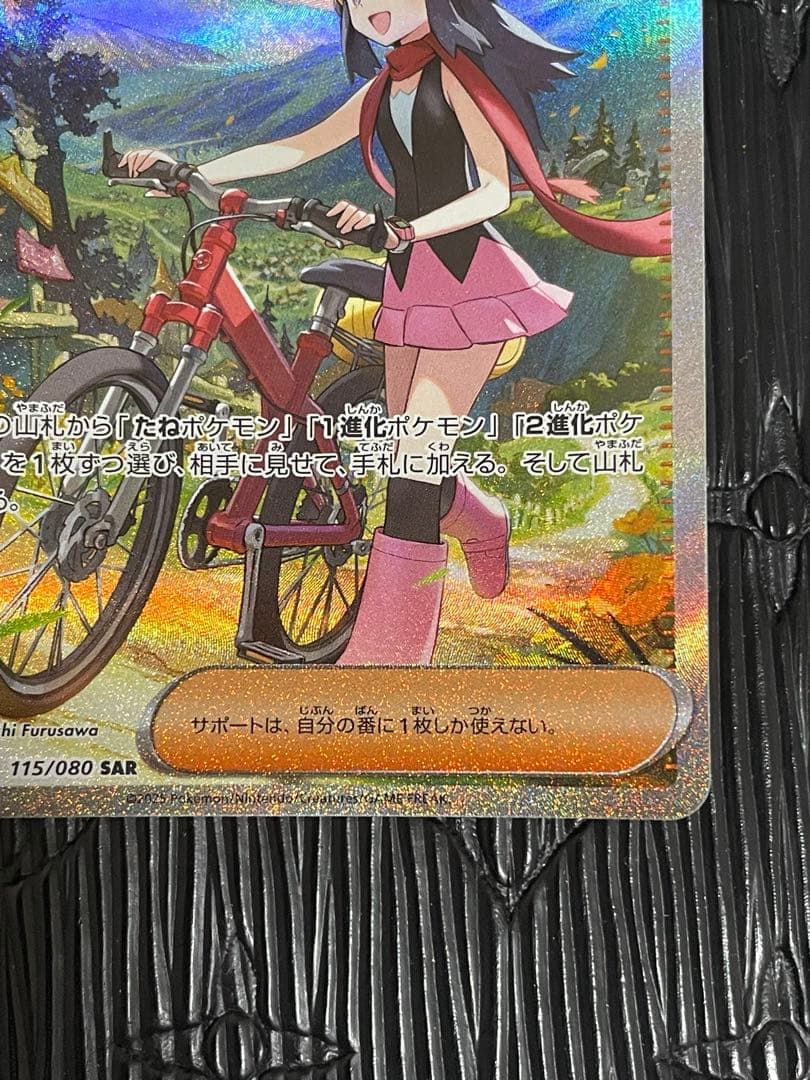 の山札から「たねポケモン」「1進化ポケモン」「2進化ポケ
を1枚ずつ選び、相手に見せて、手札に加える。そして山札
る。
サポートは、自分の番に1枚しか使えない。
hi Furusawa
115/080 SAR
©2025 Pokémon/Nintendo/Creatures/GAME FREAK.